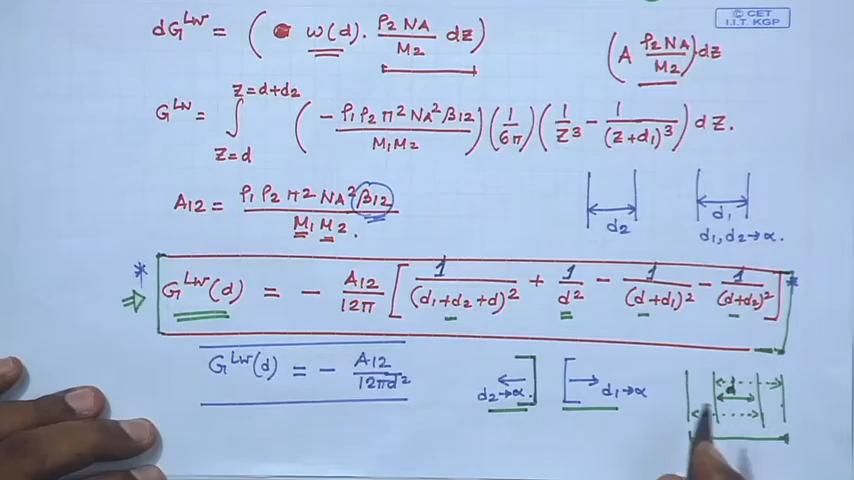 © CET
I.I.T. KGP
dG^LW = ( w(d). ρ2 NA / M2 dz )
( A ρ2 NA / M2 ) dz
G^LW = ∫ z=d z=d+d2 ( - ρ1 ρ2 π2 NA2 β12 / M1 M2 ) ( 1 / 6π ) ( 1 / z3 - 1 / (z+d1)3 ) dz.
A12 = ρ1 ρ2 π2 NA2 β12 / M1 M2 .
d2
d1
d1, d2 → α.
* ⇒ G^LW (d) = - A12 / 12π [ 1 / (d1+d2+d)2 + 1 / d2 - 1 / (d+d1)2 - 1 / (d+d2)2 ] *
G^LW (d) = - A12 / 12πd2
d2 → α.
d1 → α
d